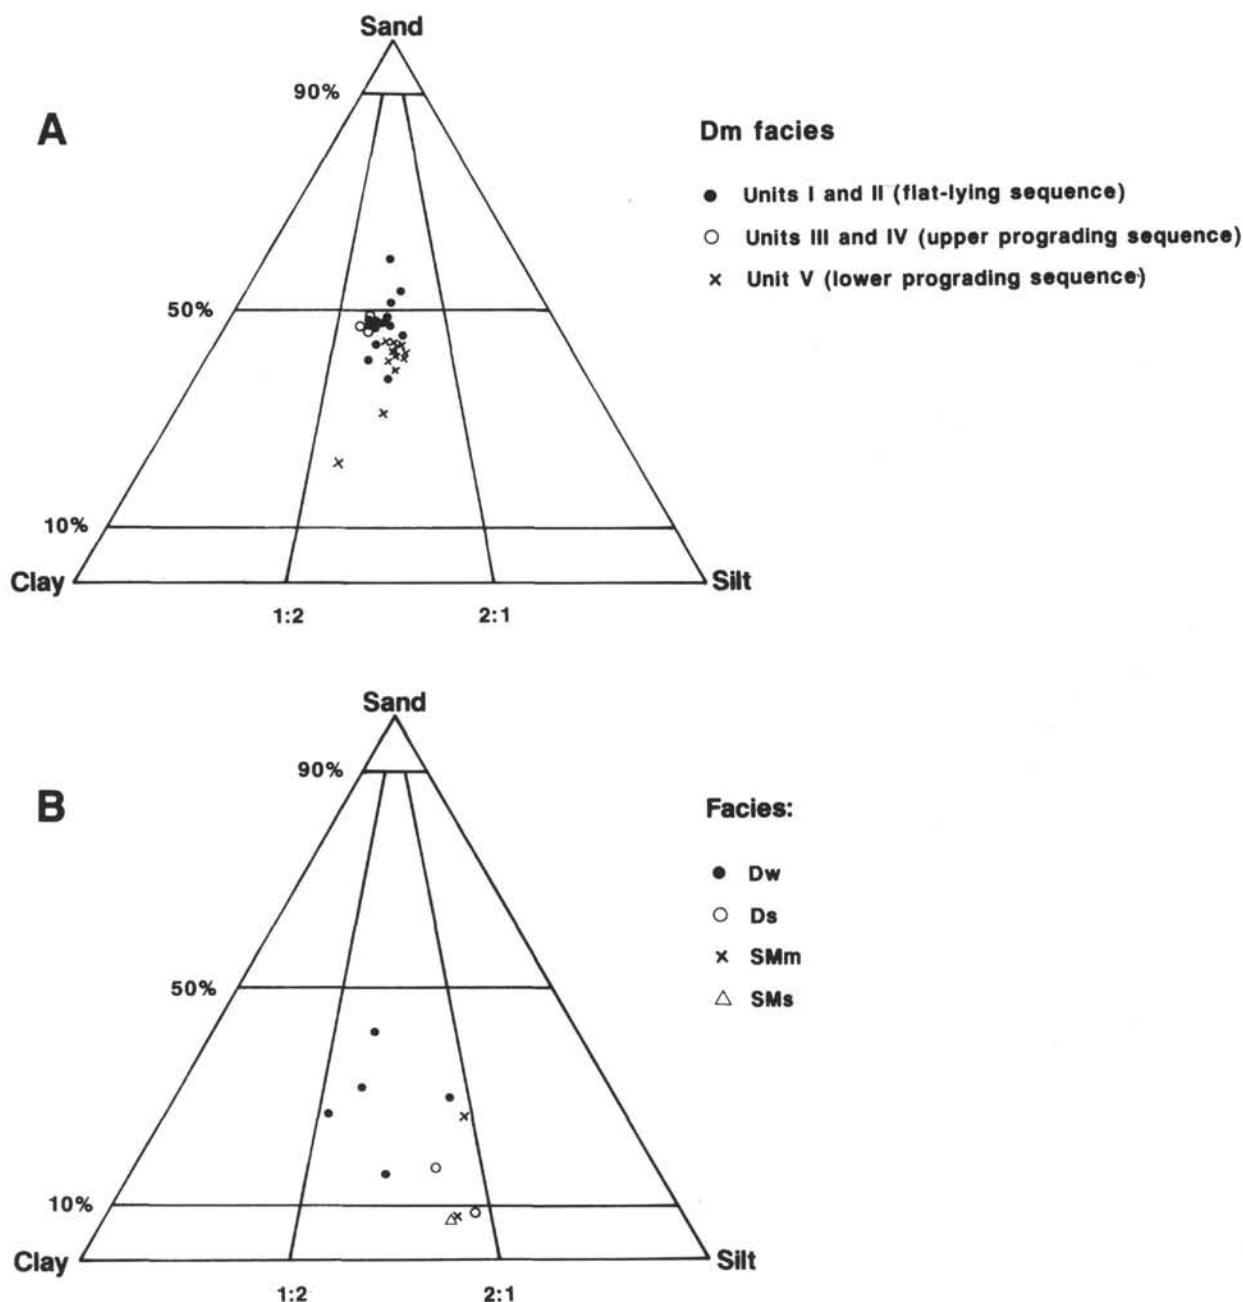 Sand
90%
A
Dm facies
Units I and II (flat-lying sequence)
Units III and IV (upper prograding sequence)
Unit V (lower prograding sequence)
50%
10%
Clay
Silt
1:2
2:1
Sand
90%
B
Facies:
Dw
Ds
SMm
SMs
50%
10%
Clay
Silt
1:2
2:1